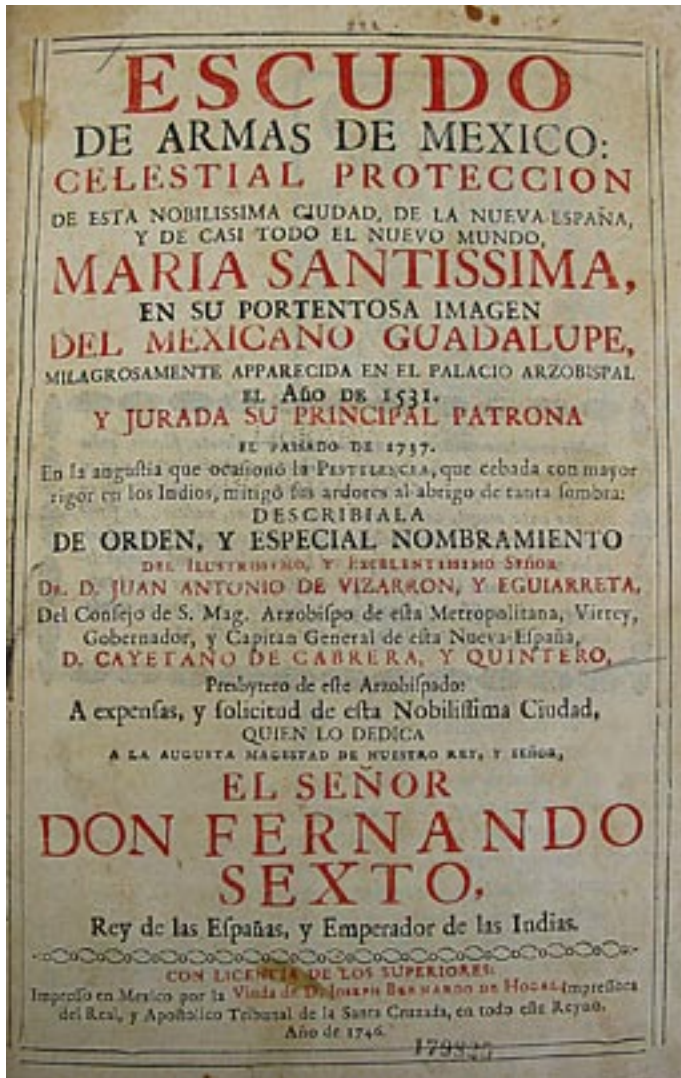 ESCUDO
DE ARMAS DE MEXICO:
CELESTIAL PROTECCION
DE ESTA NOBILISSIMA CIUDAD, DE LA NUEVA-ESPAÑA,
Y DE CASI TODO EL NUEVO MUNDO,
MARIA SANTISSIMA,
EN SU PORTENTOSA IMAGEN
DEL MEXICANO GUADALUPE,
MILAGROSAMENTE APPARECIDA EN EL PALACIO ARZOBISPAL
EL Año DE 1531.
Y JURADA SU PRINCIPAL PATRONA
EL PASSADO DE 1737.
En la angustia que ocasionó la PESTILENCIA, que cebada con mayor
rigor en los Indios, mitigò sus ardores al abrigo de tanta sombra:
DESCRIBIALA
DE ORDEN, Y ESPECIAL NOMBRAMIENTO
DEL ILUSTRISSIMO, Y EXCELENTISSIMO SEÑOR
DR. D. JUAN ANTONIO DE VIZARRON, Y EGUIARRETA,
Del Consejo de S. Mag. Arzobispo de esta Metropolitana, Virrey,
Gobernador, y Capitan General de esta Nueva-España,
D. CAYETANO DE CABRERA, Y QUINTERO,
Presbytero de este Arzobispado:
A expensas, y solicitud de esta Nobilissima Ciudad,
QUIEN LO DEDICA
A LA AUGUSTA MAGESTAD DE NUESTRO REY, Y SEÑOR,
EL SEÑOR
DON FERNANDO
SEXTO,
Rey de las Españas, y Emperador de las Indias.
CON LICENCIA DE LOS SUPERIORES:
Impresso en Mexico por la Viuda de D. JOSEPH BERNARDO DE HOGAL, Impressora
del Real, y Apostolico Tribunal de la Santa Cruzada, en todo este Reyno.
Año de 1746.